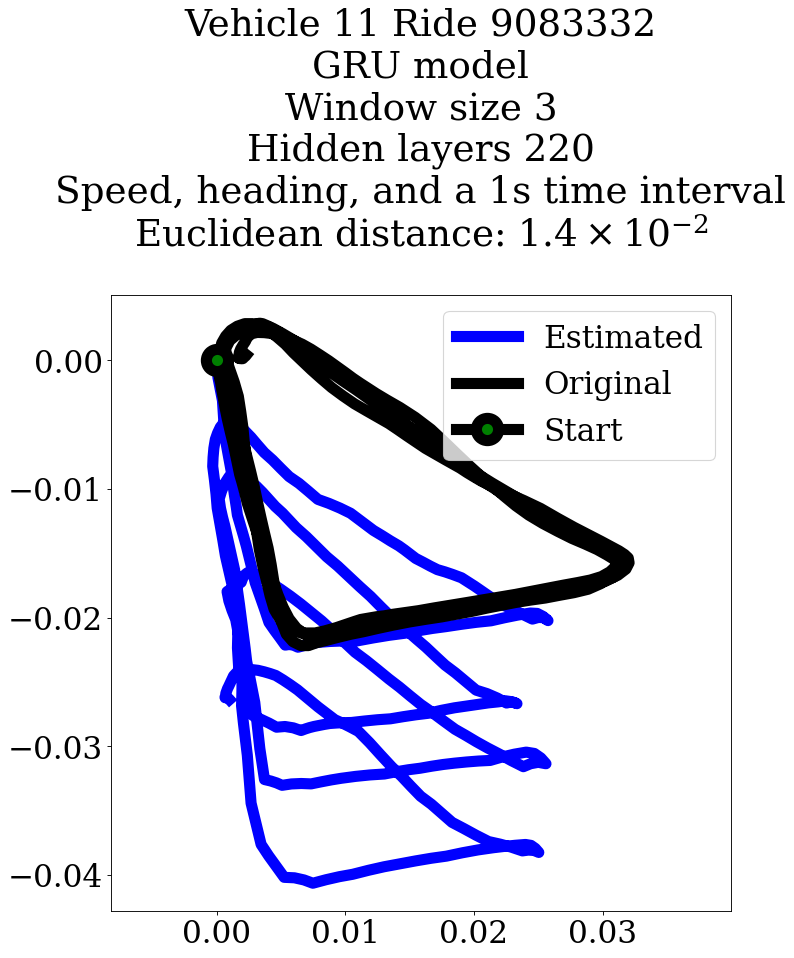 Vehicle 11 Ride 9083332
GRU model
Window size 3
Hidden layers 220
Speed, heading, and a 1s time interval
Euclidean distance: 1.4 × 10⁻²
Estimated
Original
Start
0.00
−0.01
−0.02
−0.03
−0.04
0.00 0.01 0.02 0.03